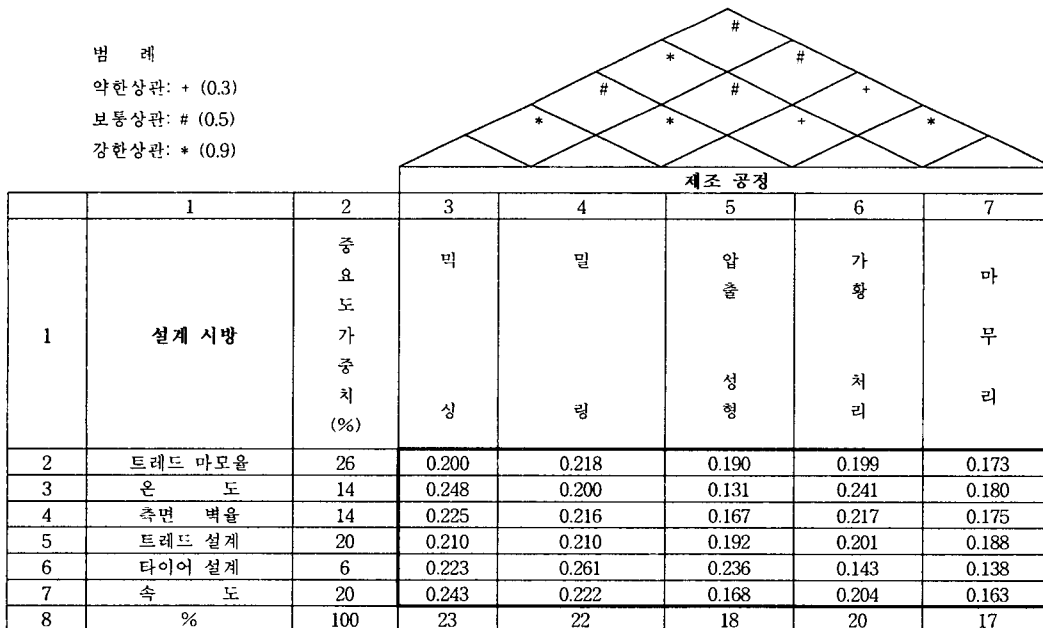 범 례
약한상관: + (0.3)
보통상관: # (0.5)
강한상관: * (0.9)
#
* #
# # +
* * + *
제조 공정
1 2 3 4 5 6 7
1 설계 시방 중요도가중치(%) 믹싱 밀링 압출성형 가황처리 마무리
2 트레드 마모율 26 0.200 0.218 0.190 0.199 0.173
3 온 도 14 0.248 0.200 0.131 0.241 0.180
4 측면 벽율 14 0.225 0.216 0.167 0.217 0.175
5 트레드 설계 20 0.210 0.210 0.192 0.201 0.188
6 타이어 설계 6 0.223 0.261 0.236 0.143 0.138
7 속 도 20 0.243 0.222 0.168 0.204 0.163
8 % 100 23 22 18 20 17